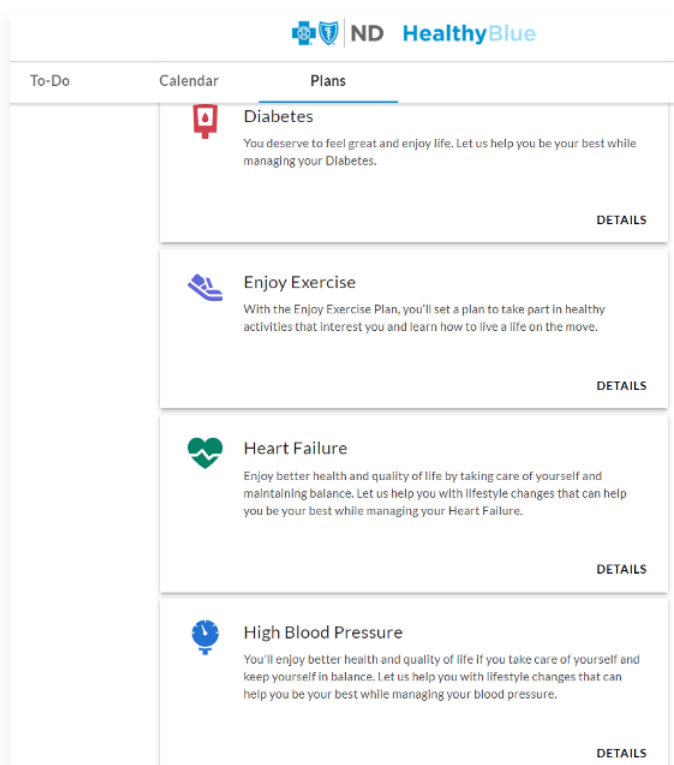 ND HealthyBlue
To-Do Calendar Plans
Diabetes
You deserve to feel great and enjoy life. Let us help you be your best while
managing your Diabetes.
DETAILS
Enjoy Exercise
With the Enjoy Exercise Plan, you'll set a plan to take part in healthy
activities that interest you and learn how to live a life on the move.
DETAILS
Heart Failure
Enjoy better health and quality of life by taking care of yourself and
maintaining balance. Let us help you with lifestyle changes that can help
you be your best while managing your Heart Failure.
DETAILS
High Blood Pressure
You'll enjoy better health and quality of life if you take care of yourself and
keep yourself in balance. Let us help you with lifestyle changes that can
help you be your best while managing your blood pressure.
DETAILS